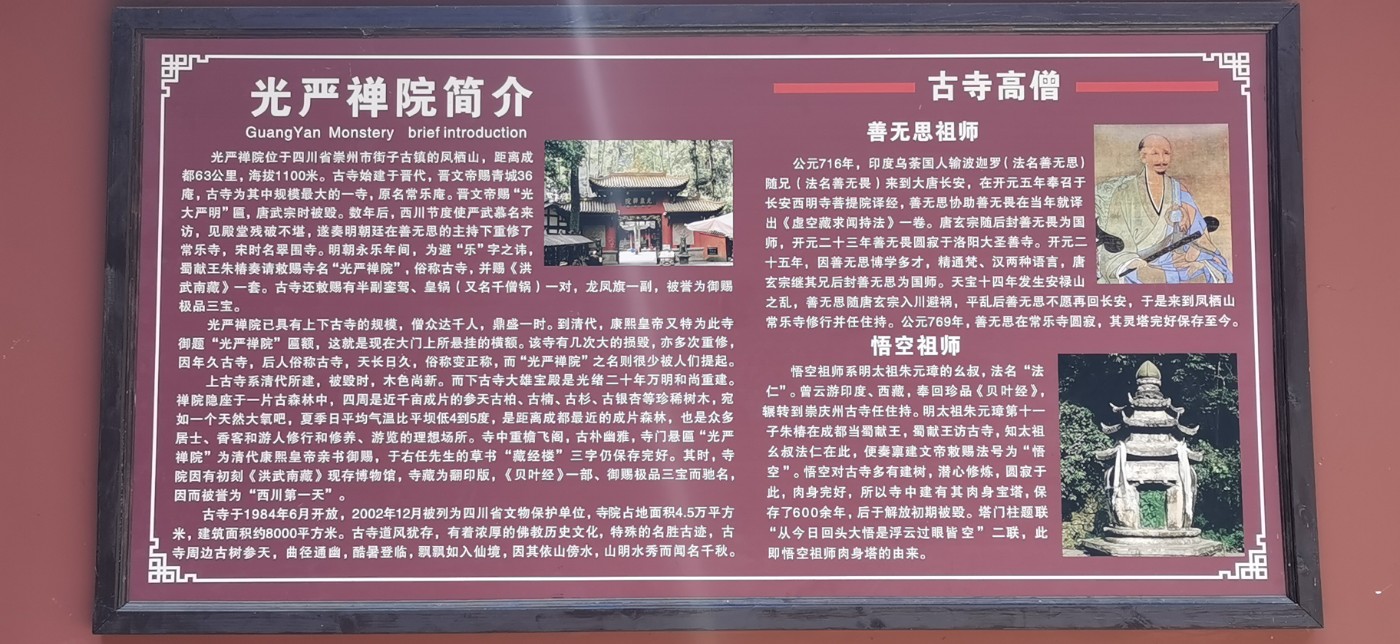 光严禅院简介
GuangYan Monstery brief introduction
光严禅院位于四川省崇州市街子古镇的凤栖山，距离成
都63公里，海拔1100米。古寺始建于晋代，晋文帝赐青城36
庵，古寺为其中规模最大的一寺，原名常乐庵。晋文帝赐“光
大严明”匾，唐武宗时被毁。数年后，西川节度使严武慕名来
访，见殿堂残破不堪，遂奏明朝廷在善无思的主持下重修了
常乐寺，宋时名翠围寺。明朝永乐年间，为避“乐”字之讳，
蜀献王朱椿奏请敕赐寺名“光严禅院”，俗称古寺，并赐《洪
武南藏》一套。古寺还敕赐有半副銮驾、皇锅（又名千僧锅）一对，龙凤旗一副，被誉为御赐
极品三宝。
光严禅院已具有上下古寺的规模，僧众达千人，鼎盛一时。到清代，康熙皇帝又特为此寺
御题“光严禅院”匾额，这就是现在大门上所悬挂的横额。该寺有几次大的损毁，亦多次重修，
因年久古寺，后人俗称古寺，天长日久，俗称变正称，而“光严禅院”之名则很少被人们提起。
上古寺系清代所建，被毁时，木色尚新。而下古寺大雄宝殿是光绪二十年万明和尚重建。
禅院隐座于一片古森林中，四周是近千亩成片的参天古柏、古楠、古杉、古银杏等珍稀树木，宛
如一个天然大氧吧，夏季日平均气温比平坝低4到5度，是距离成都最近的成片森林，也是众多
居士、香客和游人修行和修养、游览的理想场所。寺中重檐飞阁，古朴幽雅，寺门悬匾“光严
禅院”为清代康熙皇帝亲书御赐，于右任先生的草书“藏经楼”三字仍保存完好。其时，寺
院因有初刻《洪武南藏》现存博物馆，寺藏为翻印版，《贝叶经》一部、御赐极品三宝而驰名，
因而被誉为“西川第一天”。
古寺于1984年6月开放，2002年12月被列为四川省文物保护单位，寺院占地面积4.5万平方
米，建筑面积约8000平方米。古寺道风犹存，有着浓厚的佛教历史文化，特殊的名胜古迹，古
寺周边古树参天，曲径通幽，酷暑登临，飘飘如入仙境，因其依山傍水，山明水秀而闻名千秋。
古寺高僧
善无思祖师
公元716年，印度乌荼国人输波迦罗（法名善无思）
随兄（法名善无畏）来到大唐长安，在开元五年奉召于
长安西明寺菩提院译经，善无思协助善无畏在当年就译
出《虚空藏求闻持法》一卷。唐玄宗随后封善无畏为国
师，开元二十三年善无畏圆寂于洛阳大圣善寺。开元二
十五年，因善无思博学多才，精通梵、汉两种语言，唐
玄宗继其兄后封善无思为国师。天宝十四年发生安禄山
之乱，善无思随唐玄宗入川避祸，平乱后善无思不愿再回长安，于是来到凤栖山
常乐寺修行并任住持。公元769年，善无思在常乐寺圆寂，其灵塔完好保存至今。
悟空祖师
悟空祖师系明太祖朱元璋的幺叔，法名“法
仁”。曾云游印度、西藏，奉回珍品《贝叶经》，
辗转到崇庆州古寺任住持。明太祖朱元璋第十一
子朱椿在成都当蜀献王，蜀献王访古寺，知太祖
幺叔法仁在此，便奏禀建文帝敕赐法号为“悟
空”。悟空对古寺多有建树，潜心修炼，圆寂于
此，肉身完好，所以寺中建有其肉身宝塔，保
存了600余年，后于解放初期被毁。塔门柱题联
“从今日回头大悟是浮云过眼皆空”二联，此
即悟空祖师肉身塔的由来。